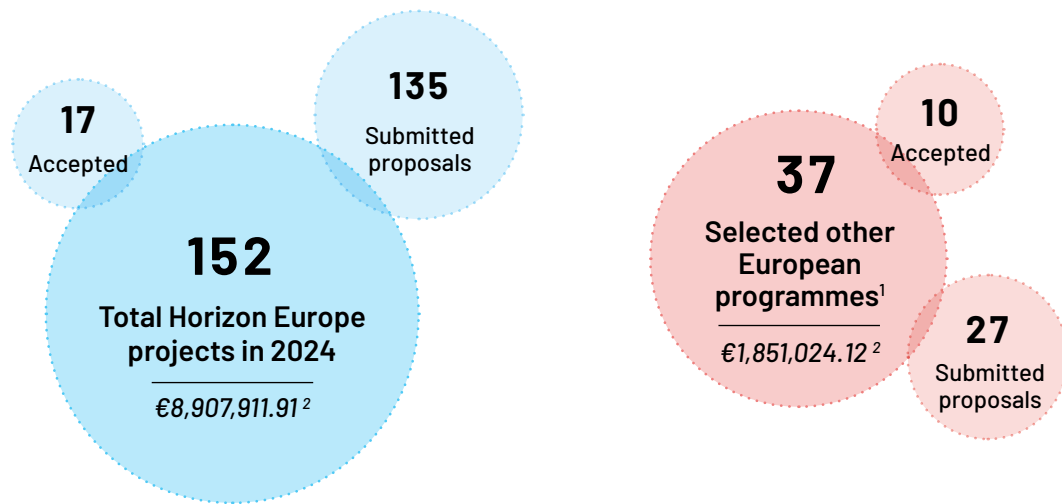 17
Accepted
135
Submitted
proposals
152
Total Horizon Europe
projects in 2024
€8,907,911.91 ²
10
Accepted
37
Selected other
European
programmes¹
€1,851,024.12 ²
27
Submitted
proposals